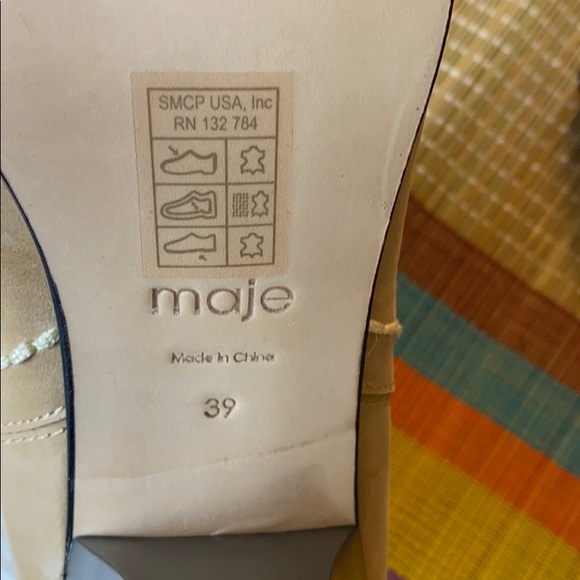 SMCP USA, Inc
RN 132 784
maje
Made In China
39